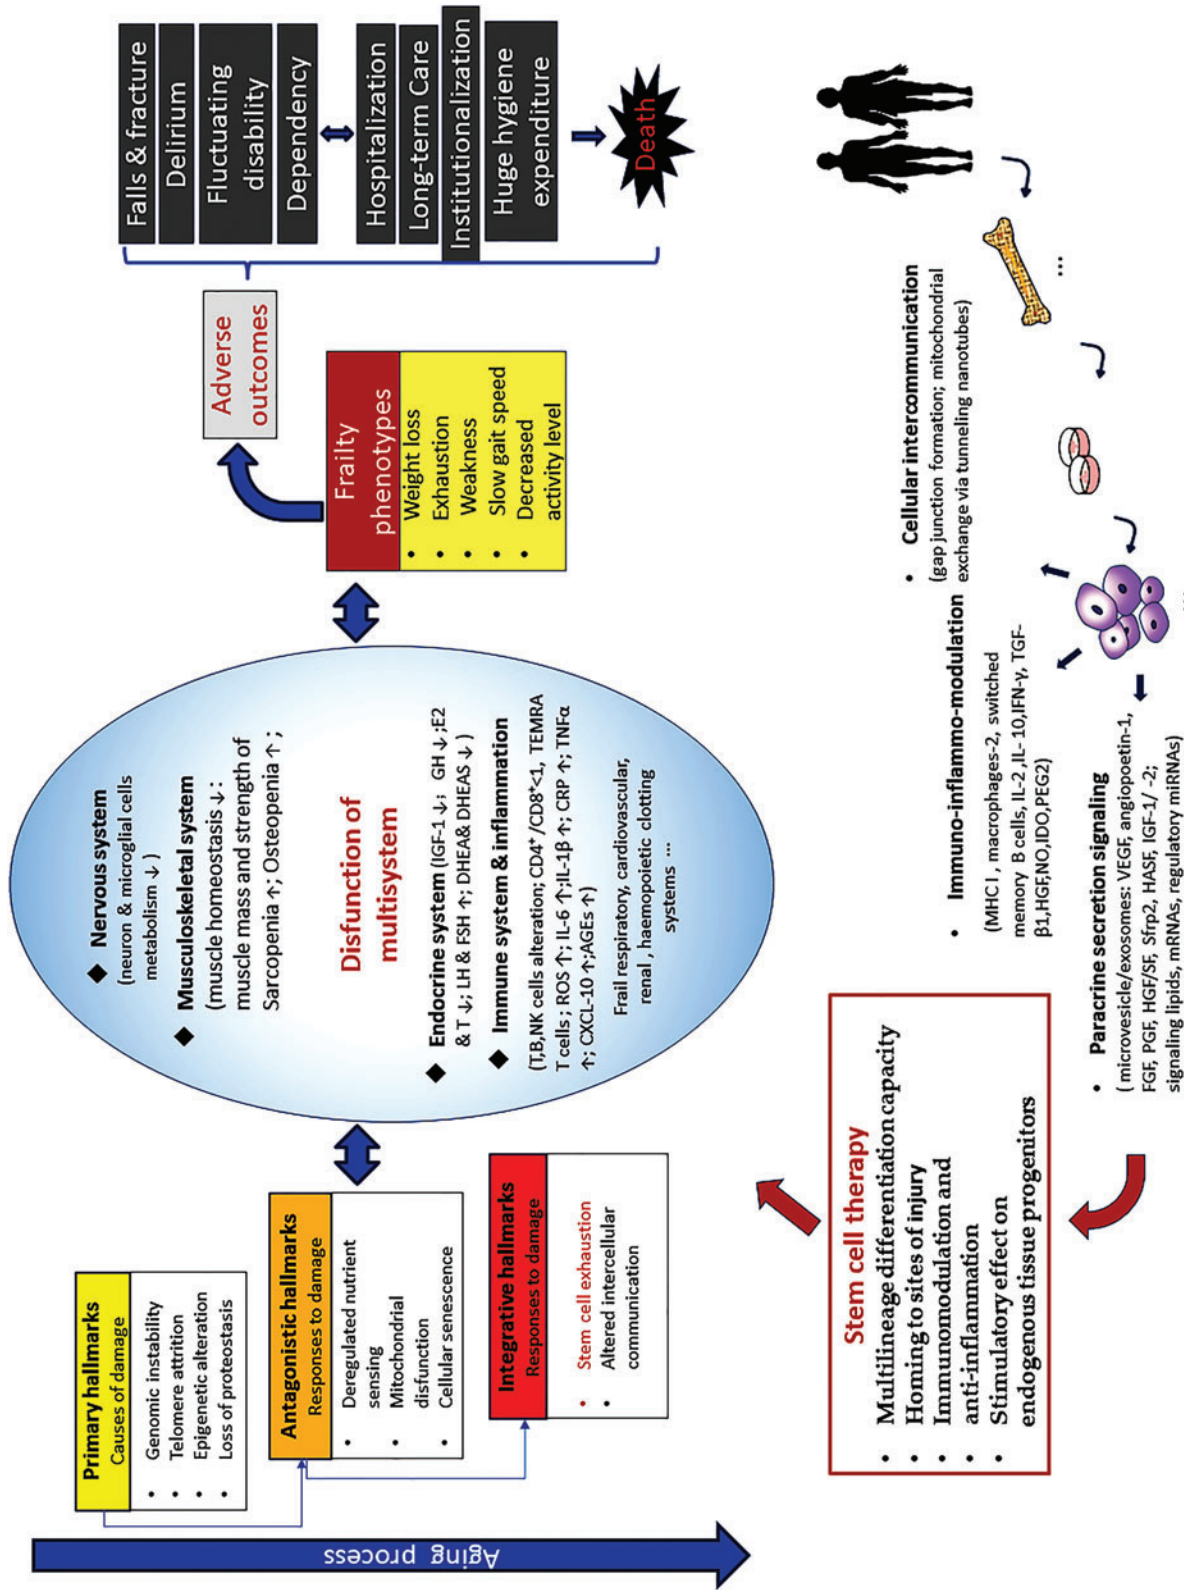 Aging process
Primary hallmarks
Causes of damage
• Genomic instability
• Telomere attrition
• Epigenetic alteration
• Loss of proteostasis
Antagonistic hallmarks
Responses to damage
• Deregulated nutrient
sensing
• Mitochondrial
disfunction
• Cellular senescence
Integrative hallmarks
Responses to damage
• Stem cell exhaustion
• Altered intercellular
communication
◆ Nervous system
(neuron & microglial cells
metabolism ↓)
◆ Musculoskeletal system
(muscle homeostasis ↓:
muscle mass and strength of
Sarcopenia ↑; Osteopenia ↑ ;
Disfunction of
multisystem
◆ Endocrine system (IGF-1 ↓; GH ↓;E2
& T ↓; LH & FSH ↑; DHEA& DHEAS ↓ )
◆ Immune system & inflammation
(T,B,NK cells alteration; CD4⁺ /CD8⁺<1, TEMRA
T cells ; ROS ↑; IL-6 ↑;IL-1β ↑; CRP ↑; TNFα
↑; CXCL-10 ↑;AGEs ↑)
Frail respiratory, cardiovascular,
renal , haemopoietic clotting
systems ...
Frailty
phenotypes
• Weight loss
• Exhaustion
• Weakness
• Slow gait speed
• Decreased
activity level
Adverse
outcomes
Falls & fracture
Delirium
Fluctuating
disability
Dependency
Hospitalization
Long-term Care
Institutionalization
Huge hygiene
expenditure
Death
Stem cell therapy
• Multilineage differentiation capacity
• Homing to sites of injury
• Immunomodulation and
anti-inflammation
• Stimulatory effect on
endogenous tissue progenitors
• Cellular intercommunication
(gap junction formation; mitochondrial
exchange via tunneling nanotubes)
• Immuno-inflammo-modulation
(MHC I , macrophages-2, switched
memory B cells, IL-2 ,IL- 10,IFN-γ, TGF-
β1,HGF,NO,IDO,PEG2)
• Paracrine secretion signaling
( microvesicle/exosomes: VEGF, angiopoetin-1,
FGF, PGF, HGF/SF, Sfrp2, HASF, IGF-1/ -2;
signaling lipids, mRNAs, regulatory miRNAs)
...
...